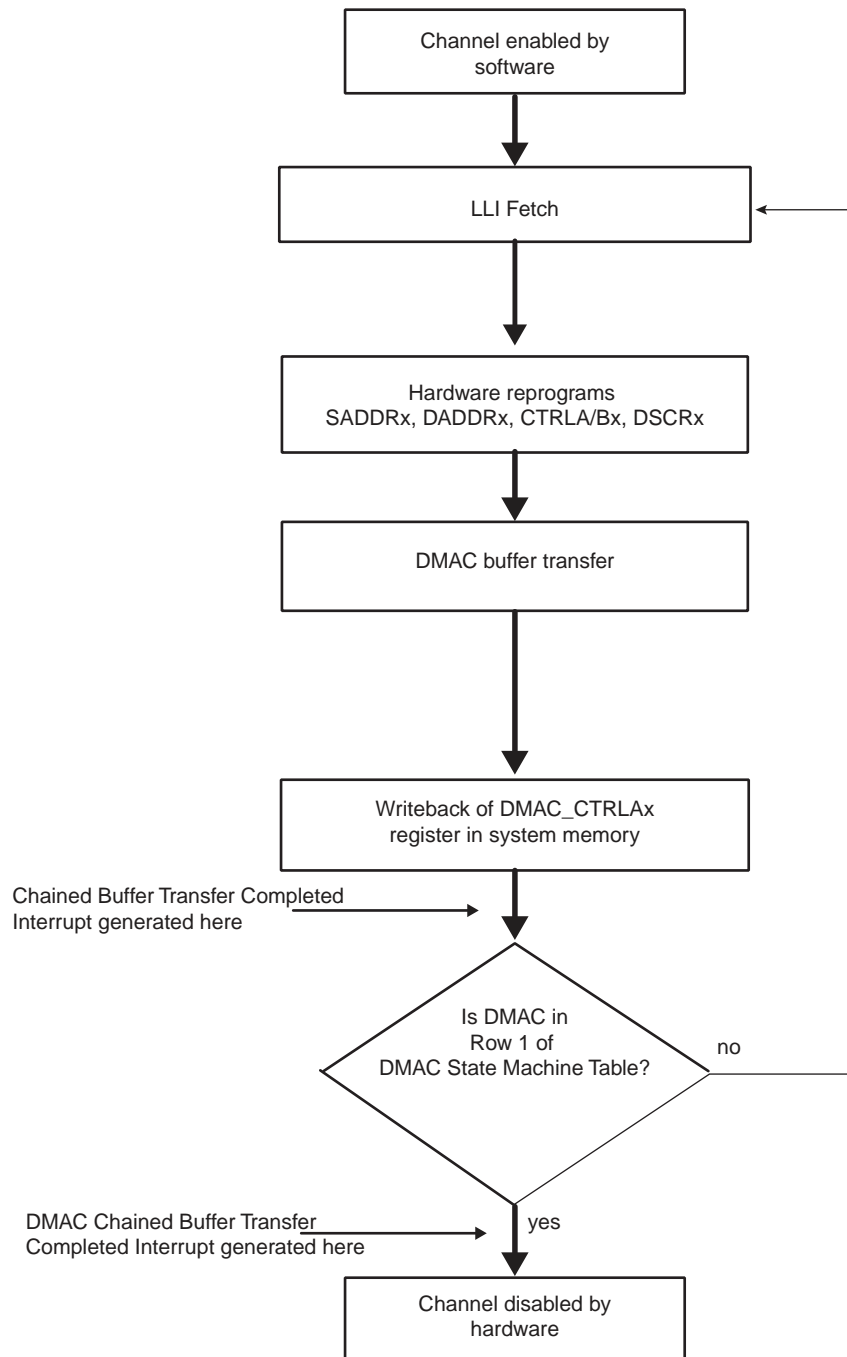 Channel enabled by
software
LLI Fetch
Hardware reprograms
SADDRx, DADDRx, CTRLA/Bx, DSCRx
DMAC buffer transfer
Writeback of DMAC_CTRLAx
register in system memory
Chained Buffer Transfer Completed
Interrupt generated here
Is DMAC in
Row 1 of
DMAC State Machine Table?
no
DMAC Chained Buffer Transfer
Completed Interrupt generated here
yes
Channel disabled by
hardware